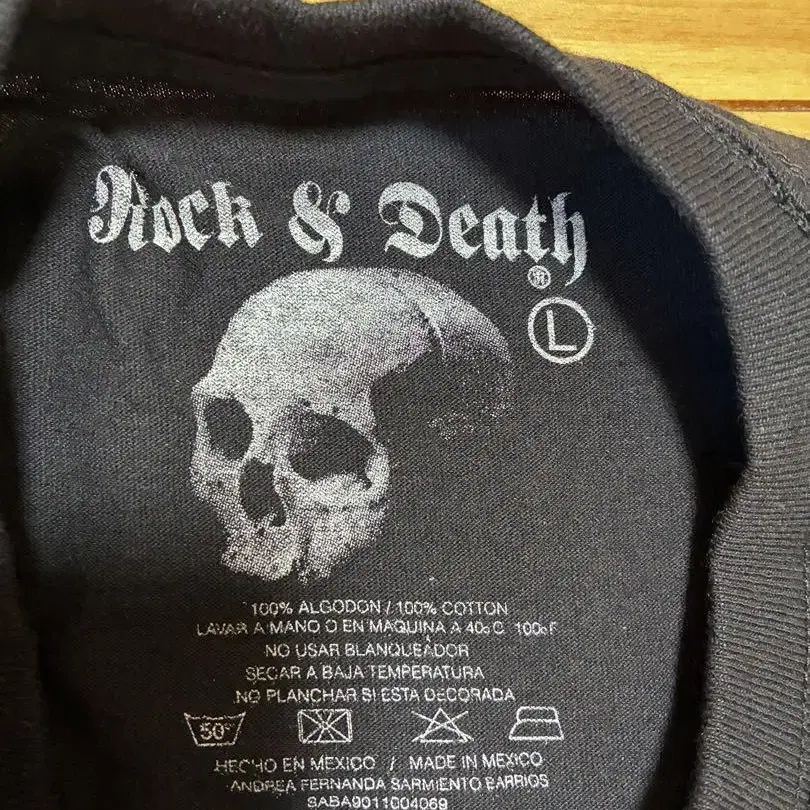 Rock & Death
®
L
100% ALGODON / 100% COTTON
LAVAR A MANO O EN MAQUINA A 40oC 100oF
NO USAR BLANQUEADOR
SECAR A BAJA TEMPERATURA
NO PLANCHAR SI ESTA DECORADA
50°
HECHO EN MEXICO / MADE IN MEXICO
ANDREA FERNANDA SARMIENTO BARRIOS
SABA9011004069